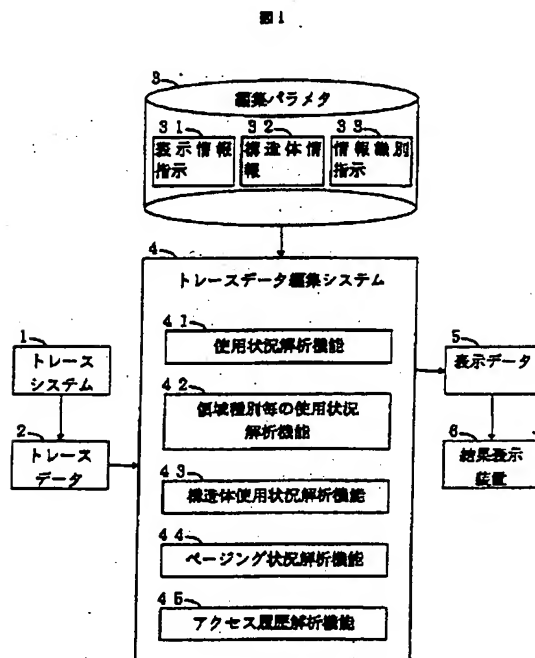 図1
3
編集パラメタ
31
表示情報
指示
32
構造体情
報
33
情報識別
指示
4
トレースデータ編集システム
41
使用状況解析機能
42
領域種別毎の使用状況
解析機能
43
構造体使用状況解析機能
44
ページング状況解析機能
45
アクセス履歴解析機能
1
トレース
システム
2
トレース
データ
5
表示データ
6
結果表示
装置